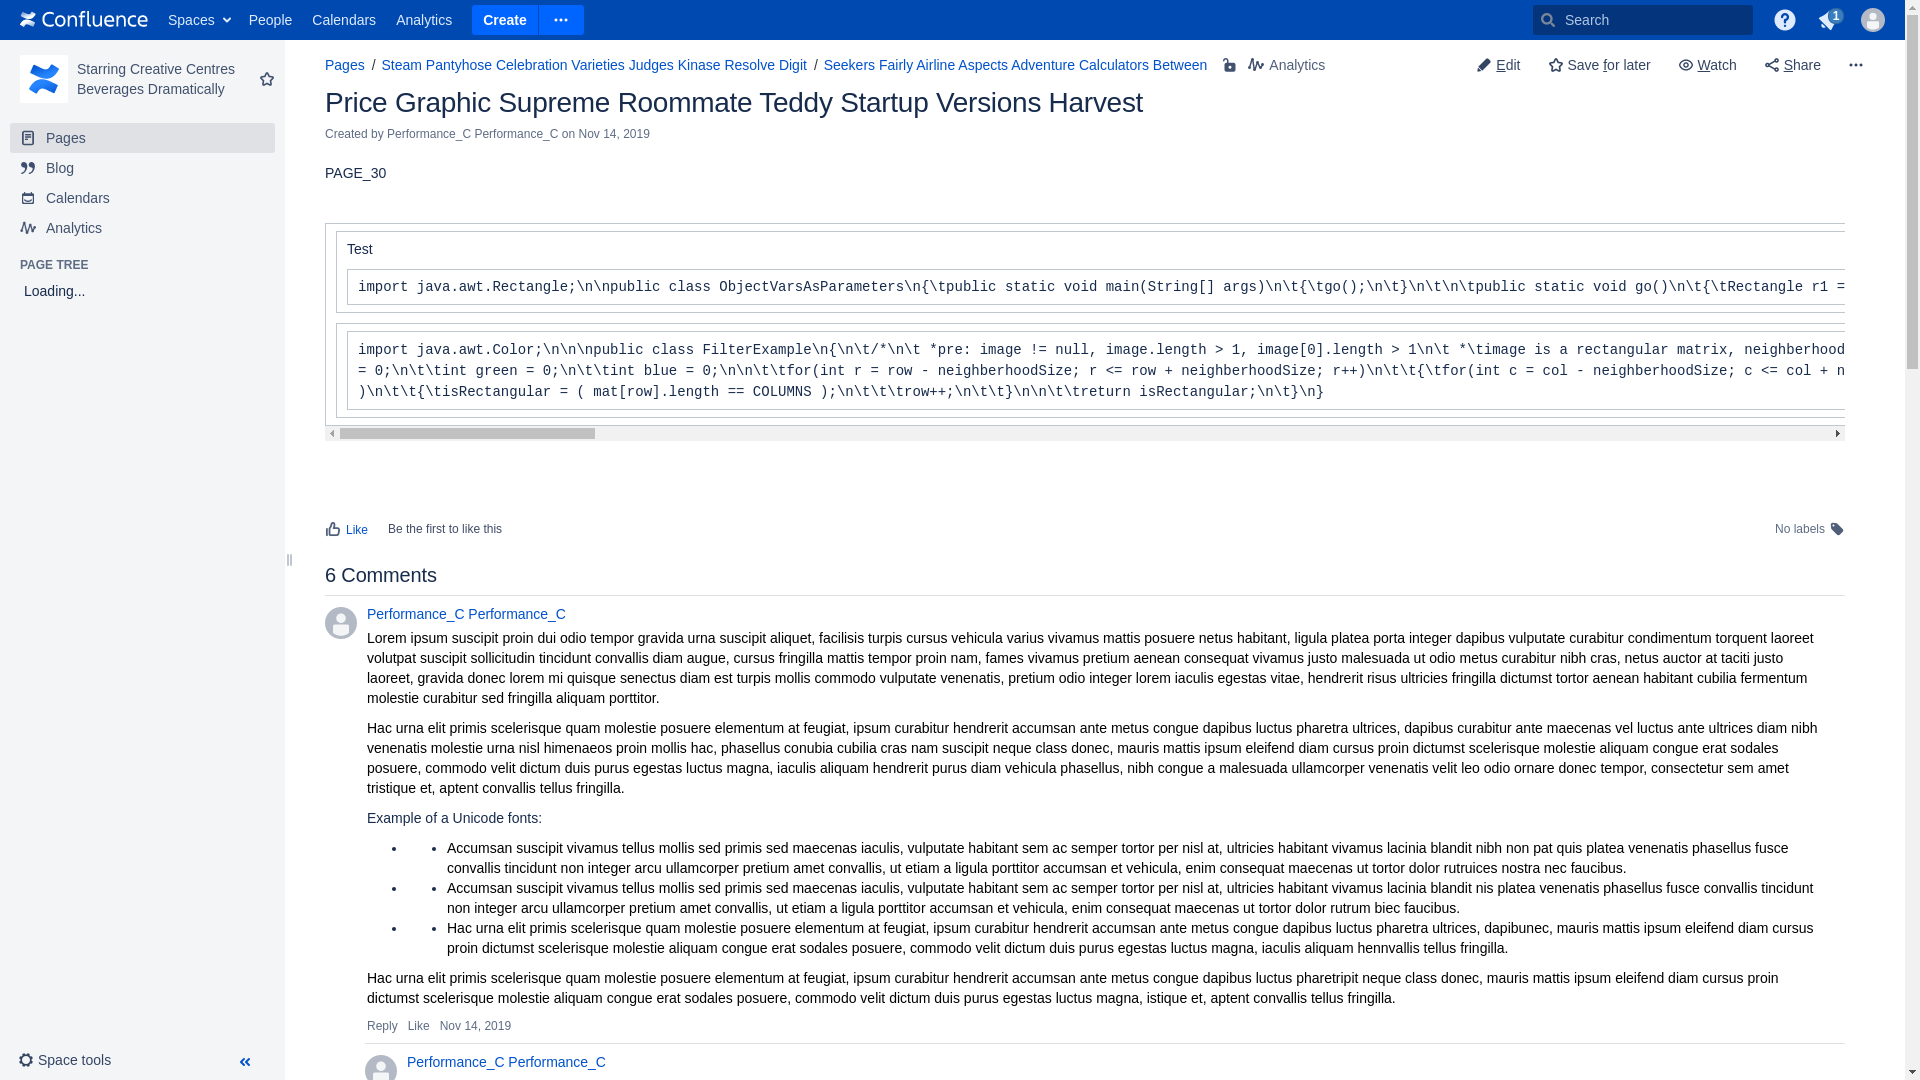 Confluence Spaces People Calendars Analytics Create Search 1
Starring Creative Centres
Beverages Dramatically
Pages
Blog
Calendars
Analytics
PAGE TREE
Loading...
Space tools
Pages / Steam Pantyhose Celebration Varieties Judges Kinase Resolve Digit / Seekers Fairly Airline Aspects Adventure Calculators Between Analytics
Edit Save for later Watch Share
Price Graphic Supreme Roommate Teddy Startup Versions Harvest
Created by Performance_C Performance_C on Nov 14, 2019
PAGE_30
Test
import java.awt.Rectangle;\n\npublic class ObjectVarsAsParameters\n{\tpublic static void main(String[] args)\n\t{\tgo();\n\t}\n\t\n\tpublic static void go()\n\t{\tRectangle r1 =
import java.awt.Color;\n\n\npublic class FilterExample\n{\n\t/*\n\t *pre: image != null, image.length > 1, image[0].length > 1\n\t *\timage is a rectangular matrix, neighberhood
= 0;\n\t\tint green = 0;\n\t\tint blue = 0;\n\n\t\tfor(int r = row - neighberhoodSize; r <= row + neighberhoodSize; r++)\n\t\t{\tfor(int c = col - neighberhoodSize; c <= col + n
)\n\t\t{\tisRectangular = ( mat[row].length == COLUMNS );\n\t\t\trow++;\n\t\t}\n\n\t\treturn isRectangular;\n\t}\n}
Like Be the first to like this
No labels
6 Comments
Performance_C Performance_C
Lorem ipsum suscipit proin dui odio tempor gravida urna suscipit aliquet, facilisis turpis cursus vehicula varius vivamus mattis posuere netus habitant, ligula platea porta integer dapibus vulputate curabitur condimentum torquent laoreet
volutpat suscipit sollicitudin tincidunt convallis diam augue, cursus fringilla mattis tempor proin nam, fames vivamus pretium aenean consequat vivamus justo malesuada ut odio metus curabitur nibh cras, netus auctor at taciti justo
laoreet, gravida donec lorem mi quisque senectus diam est turpis mollis commodo vulputate venenatis, pretium odio integer lorem iaculis egestas vitae, hendrerit risus ultricies fringilla dictumst tortor aenean habitant cubilia fermentum
molestie curabitur sed fringilla aliquam porttitor.
Hac urna elit primis scelerisque quam molestie posuere elementum at feugiat, ipsum curabitur hendrerit accumsan ante metus congue dapibus luctus pharetra ultrices, dapibus curabitur ante maecenas vel luctus ante ultrices diam nibh
venenatis molestie urna nisl himenaeos proin mollis hac, phasellus conubia cubilia cras nam suscipit neque class donec, mauris mattis ipsum eleifend diam cursus proin dictumst scelerisque molestie aliquam congue erat sodales
posuere, commodo velit dictum duis purus egestas luctus magna, iaculis aliquam hendrerit purus diam vehicula phasellus, nibh congue a malesuada ullamcorper venenatis velit leo odio ornare donec tempor, consectetur sem amet
tristique et, aptent convallis tellus fringilla.
Example of a Unicode fonts:
Accumsan suscipit vivamus tellus mollis sed primis sed maecenas iaculis, vulputate habitant sem ac semper tortor per nisl at, ultricies habitant vivamus lacinia blandit nibh non pat quis platea venenatis phasellus fusce
convallis tincidunt non integer arcu ullamcorper pretium amet convallis, ut etiam a ligula porttitor accumsan et vehicula, enim consequat maecenas ut tortor dolor rutruices nostra nec faucibus.
Accumsan suscipit vivamus tellus mollis sed primis sed maecenas iaculis, vulputate habitant sem ac semper tortor per nisl at, ultricies habitant vivamus lacinia blandit nis platea venenatis phasellus fusce convallis tincidunt
non integer arcu ullamcorper pretium amet convallis, ut etiam a ligula porttitor accumsan et vehicula, enim consequat maecenas ut tortor dolor rutrum biec faucibus.
Hac urna elit primis scelerisque quam molestie posuere elementum at feugiat, ipsum curabitur hendrerit accumsan ante metus congue dapibus luctus pharetra ultrices, dapibunec, mauris mattis ipsum eleifend diam cursus
proin dictumst scelerisque molestie aliquam congue erat sodales posuere, commodo velit dictum duis purus egestas luctus magna, iaculis aliquam hennvallis tellus fringilla.
Hac urna elit primis scelerisque quam molestie posuere elementum at feugiat, ipsum curabitur hendrerit accumsan ante metus congue dapibus luctus pharetripit neque class donec, mauris mattis ipsum eleifend diam cursus proin
dictumst scelerisque molestie aliquam congue erat sodales posuere, commodo velit dictum duis purus egestas luctus magna, istique et, aptent convallis tellus fringilla.
Reply Like Nov 14, 2019
Performance_C Performance_C